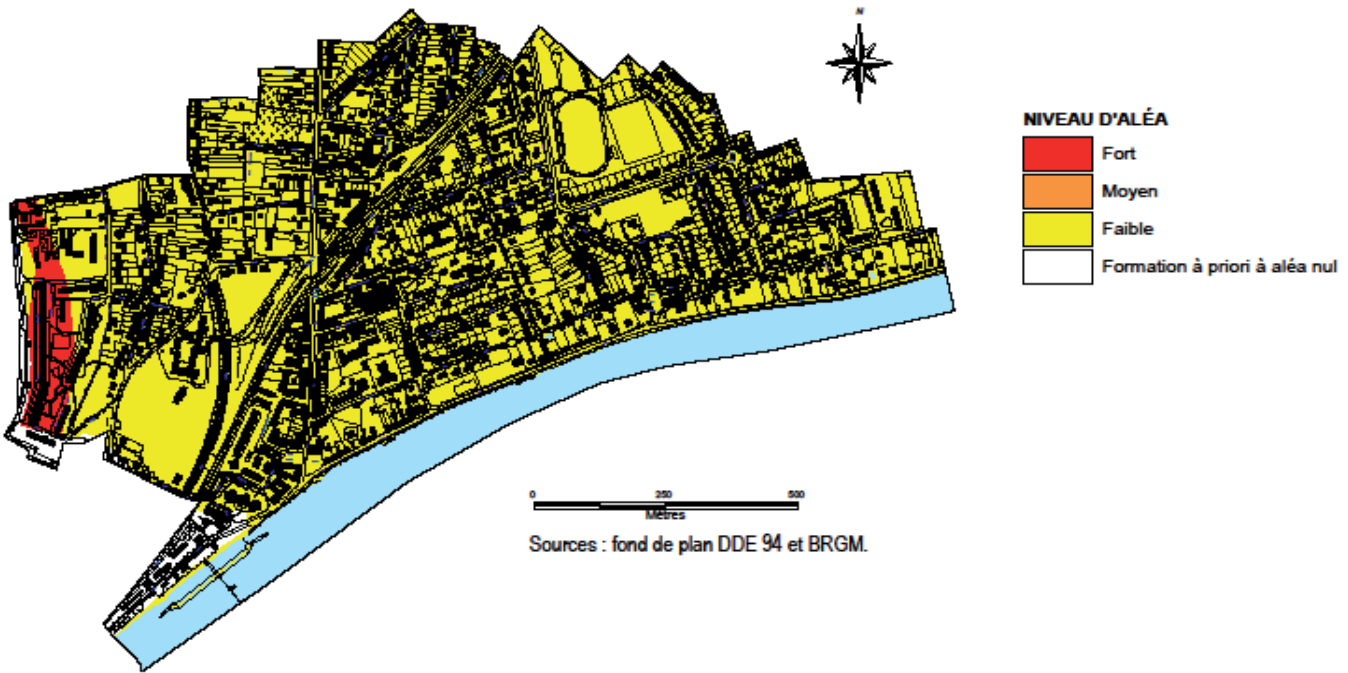 N
NIVEAU D'ALÉA
Fort
Moyen
Faible
Formation à priori à aléa nul
0 250 500
Mètres
Sources : fond de plan DDE 94 et BRGM.